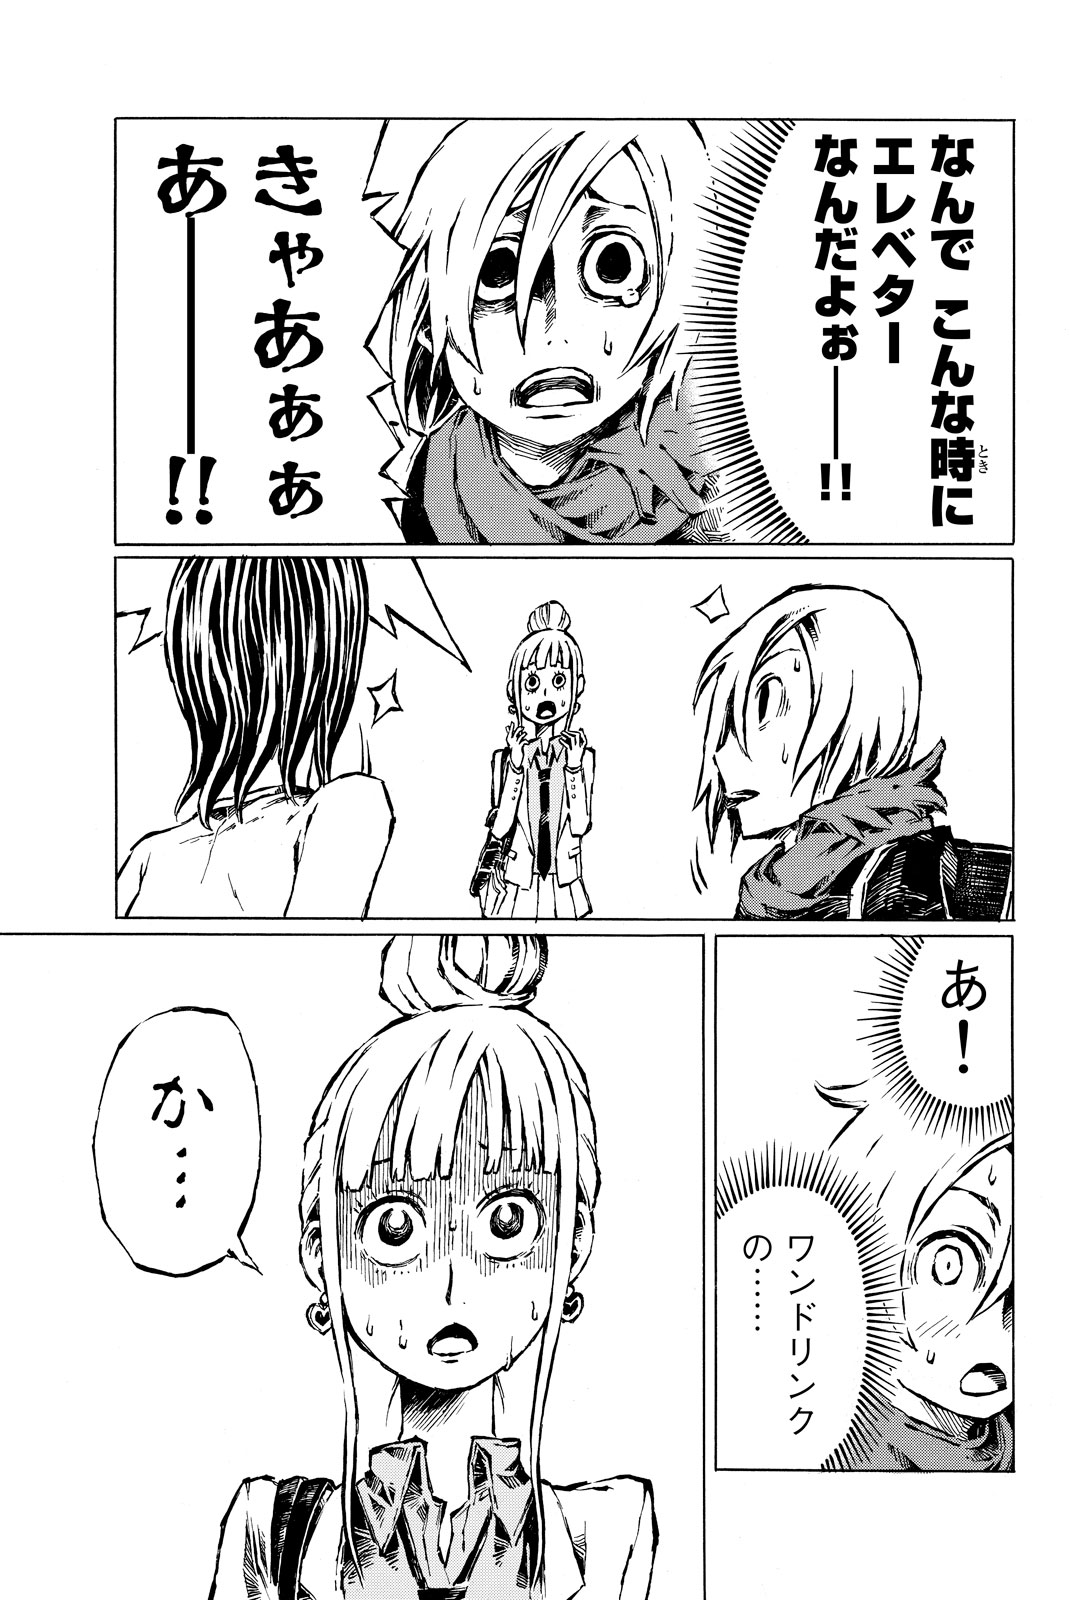 なんで こんな時に
とき
エレベター
なんだよぉ――!!
きゃあぁぁ
あ――!!
あ!
ワンドリンク
の……
か…